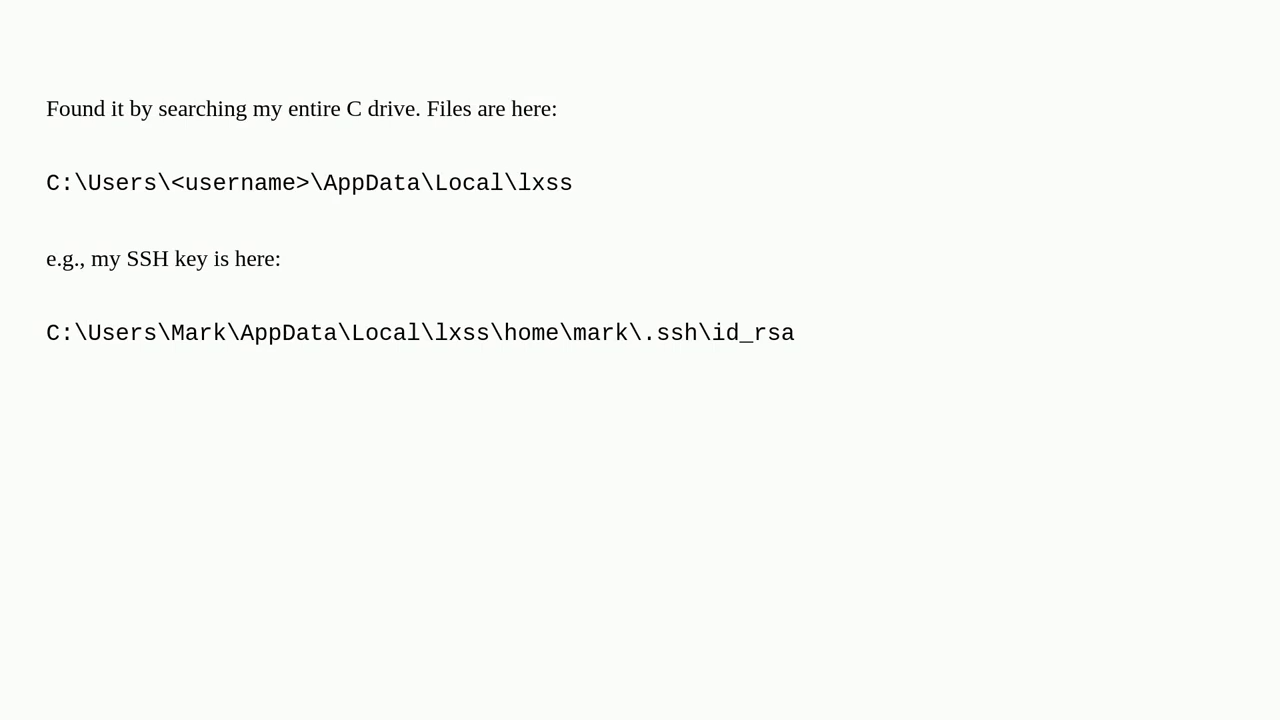 Found it by searching my entire C drive. Files are here:
C:\Users\<username>\AppData\Local\lxss
e.g., my SSH key is here:
C:\Users\Mark\AppData\Local\lxss\home\mark\.ssh\id_rsa